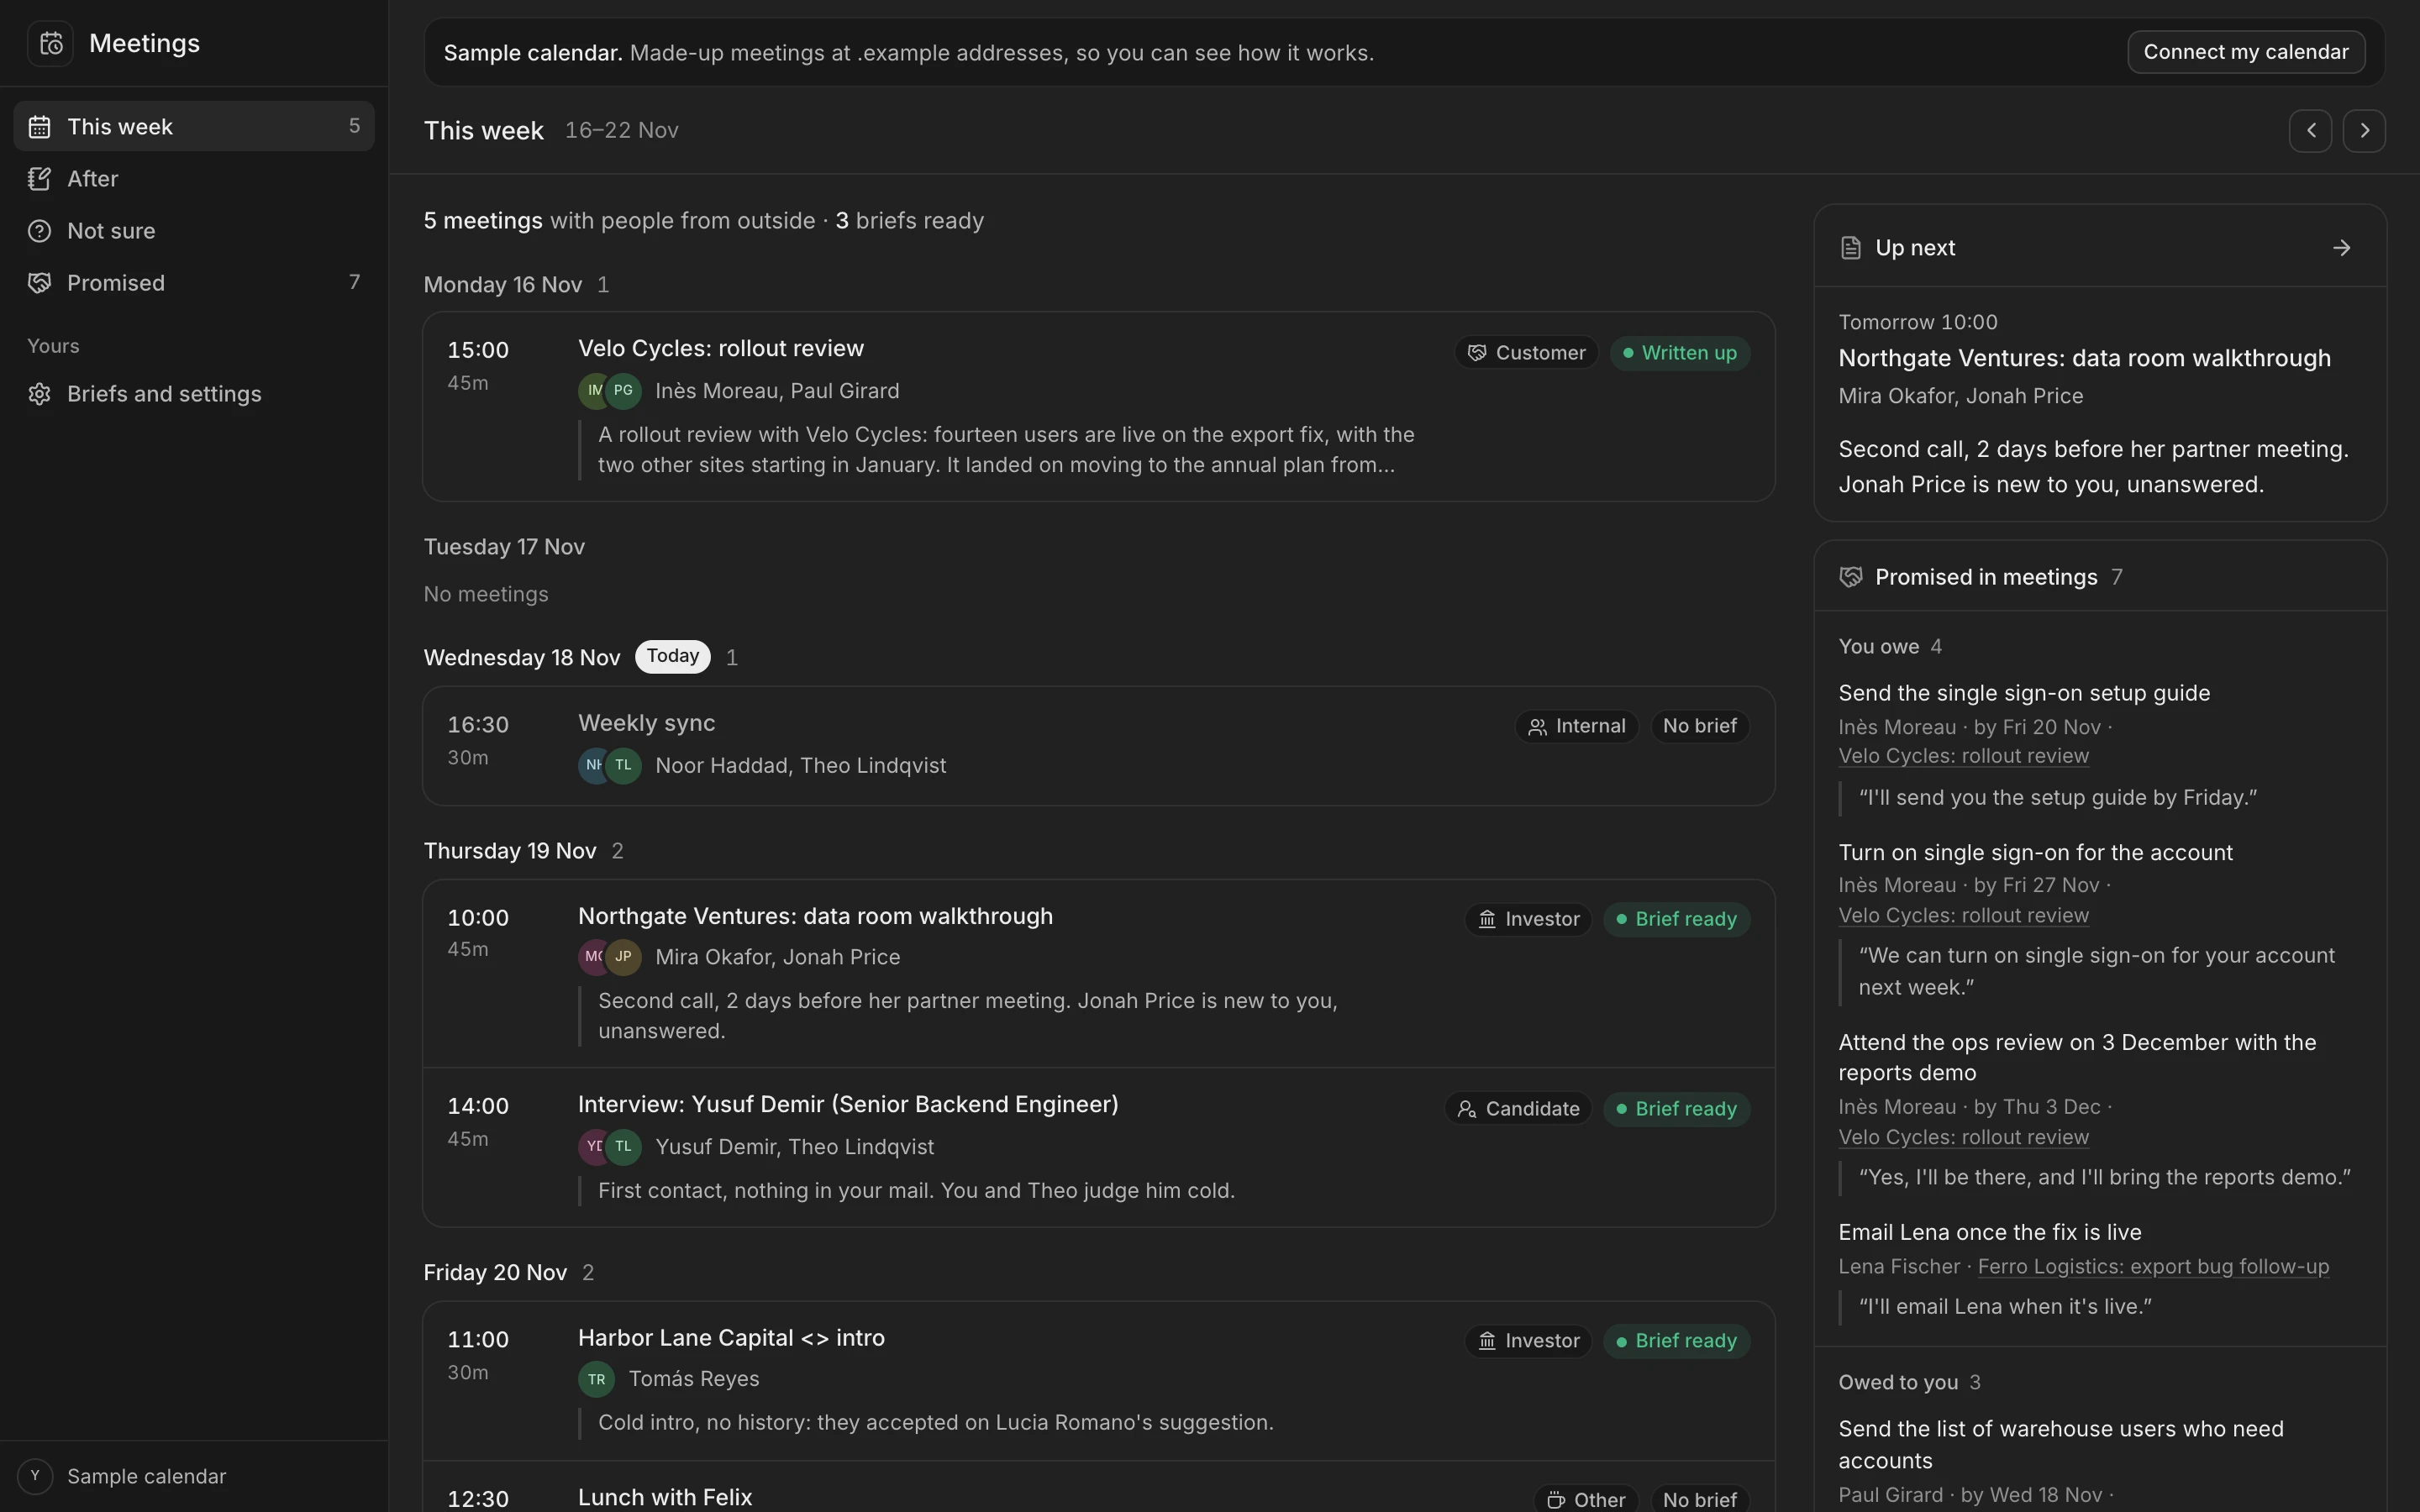 Meetings
This week 5
After
Not sure
Promised 7
Yours
Briefs and settings
Y Sample calendar
Sample calendar. Made-up meetings at .example addresses, so you can see how it works.
Connect my calendar
This week 16–22 Nov
5 meetings with people from outside · 3 briefs ready
Monday 16 Nov 1
15:00 Velo Cycles: rollout review Customer Written up
45m
PG Inès Moreau, Paul Girard
A rollout review with Velo Cycles: fourteen users are live on the export fix, with the
two other sites starting in January. It landed on moving to the annual plan from...
Tuesday 17 Nov
No meetings
Wednesday 18 Nov Today 1
16:30 Weekly sync Internal No brief
30m
TL Noor Haddad, Theo Lindqvist
Thursday 19 Nov 2
10:00 Northgate Ventures: data room walkthrough Investor Brief ready
45m
JP Mira Okafor, Jonah Price
Second call, 2 days before her partner meeting. Jonah Price is new to you,
unanswered.
14:00 Interview: Yusuf Demir (Senior Backend Engineer) Candidate Brief ready
45m
TL Yusuf Demir, Theo Lindqvist
First contact, nothing in your mail. You and Theo judge him cold.
Friday 20 Nov 2
11:00 Harbor Lane Capital <> intro Investor Brief ready
30m
TR Tomás Reyes
Cold intro, no history: they accepted on Lucia Romano's suggestion.
12:30 Lunch with Felix Other No brief
Up next
Tomorrow 10:00
Northgate Ventures: data room walkthrough
Mira Okafor, Jonah Price
Second call, 2 days before her partner meeting.
Jonah Price is new to you, unanswered.
Promised in meetings 7
You owe 4
Send the single sign-on setup guide
Inès Moreau · by Fri 20 Nov ·
Velo Cycles: rollout review
“I'll send you the setup guide by Friday.”
Turn on single sign-on for the account
Inès Moreau · by Fri 27 Nov ·
Velo Cycles: rollout review
“We can turn on single sign-on for your account
next week.”
Attend the ops review on 3 December with the
reports demo
Inès Moreau · by Thu 3 Dec ·
Velo Cycles: rollout review
“Yes, I'll be there, and I'll bring the reports demo.”
Email Lena once the fix is live
Lena Fischer · Ferro Logistics: export bug follow-up
“I'll email Lena when it's live.”
Owed to you 3
Send the list of warehouse users who need
accounts
Paul Girard · by Wed 18 Nov ·